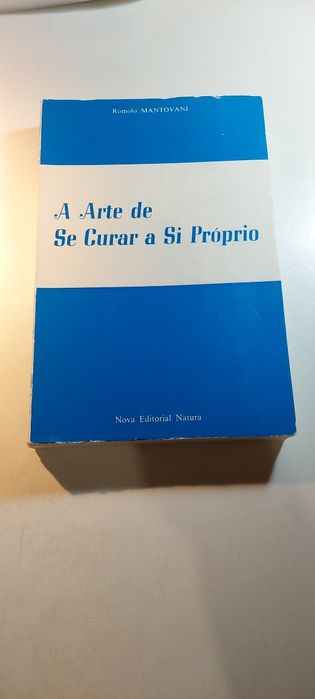 Romolo MANTOVANI
A Arte de
Se Curar a Si Próprio
Nova Editorial Natura